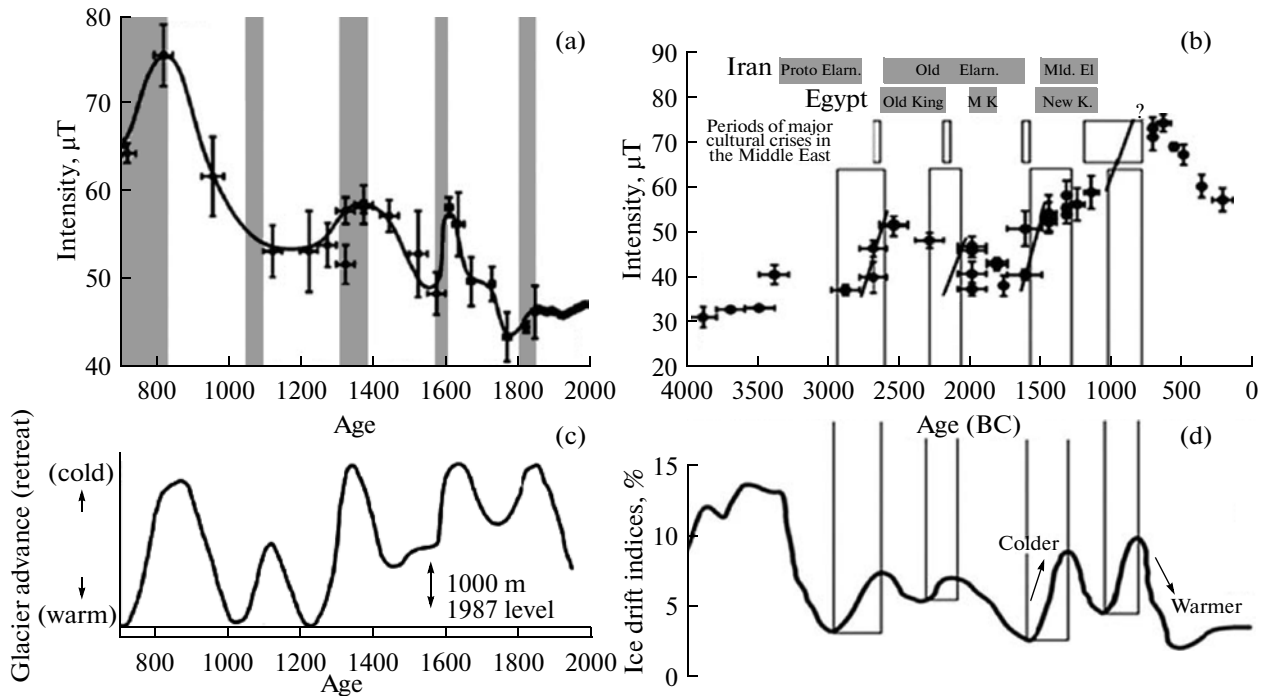 (a)
80
70
60
50
40
Intensity, µT
800 1000 1200 1400 1600 1800 2000
Age
(b)
90
80
70
60
50
40
30
20
Intensity, µT
Iran Proto Elarn. Old Elarn. Mld. El
Egypt Old King M K New K.
Periods of major
cultural crises in
the Middle East
?
4000 3500 3000 2500 2000 1500 1000 500 0
Age (BC)
(c)
Glacier advance (retreat)
(cold)
(warm)
1000 m
1987 level
800 1000 1200 1400 1600 1800 2000
Age
(d)
Ice drift indices, %
15
10
5
0
Colder
Warmer